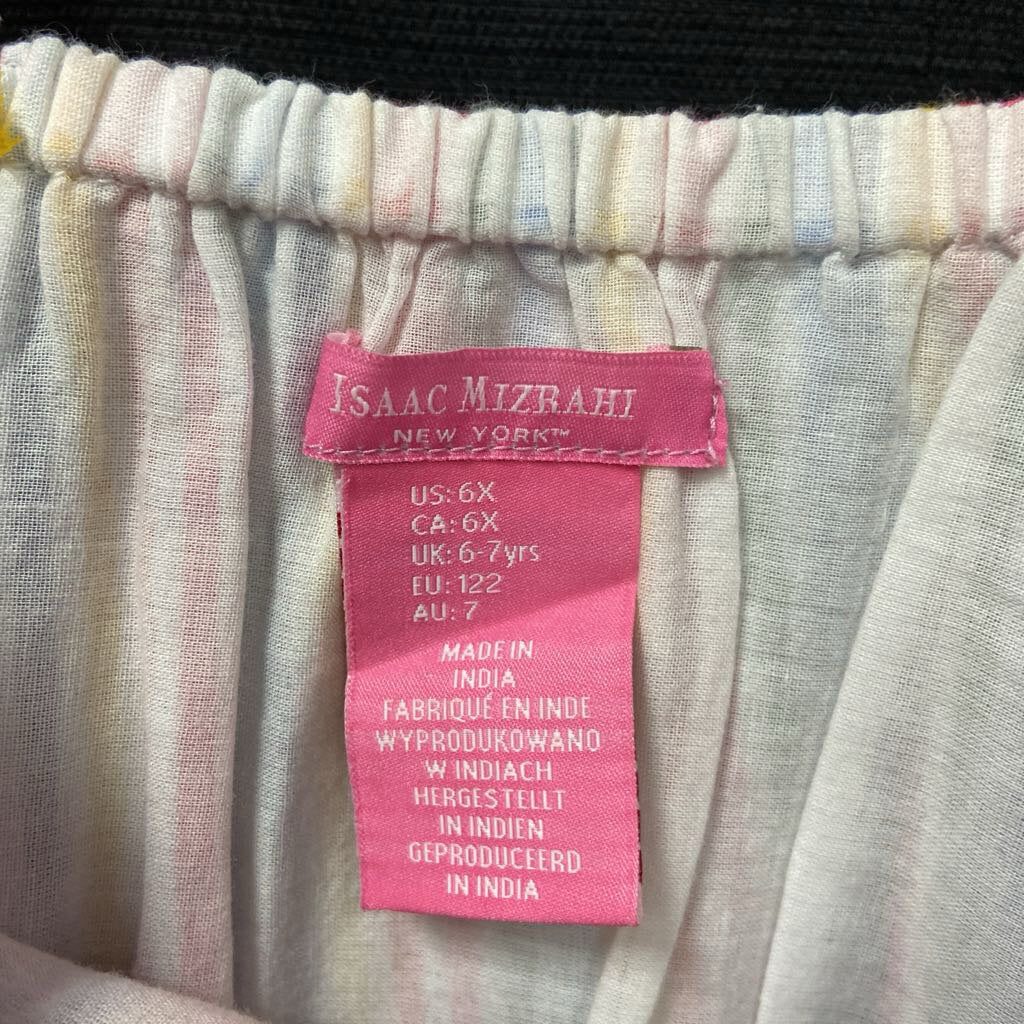 ISAAC MIZRAHI
NEW YORK™
US: 6X
CA: 6X
UK: 6-7yrs
EU: 122
AU: 7
MADE IN
INDIA
FABRIQUÉ EN INDE
WYPRODUKOWANO
W INDIACH
HERGESTELLT
IN INDIEN
GEPRODUCEERD
IN INDIA